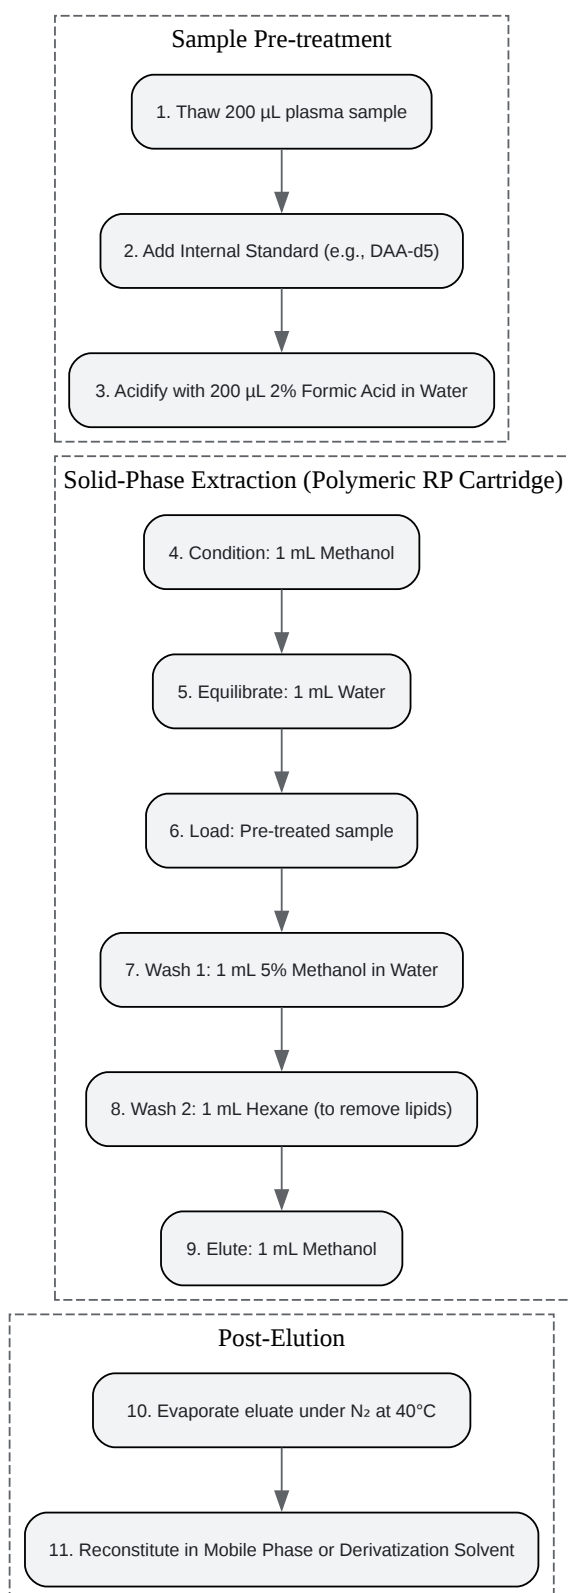 Sample Pre-treatment
1. Thaw 200 µL plasma sample
2. Add Internal Standard (e.g., DAA-d5)
3. Acidify with 200 µL 2% Formic Acid in Water
Solid-Phase Extraction (Polymeric RP Cartridge)
4. Condition: 1 mL Methanol
5. Equilibrate: 1 mL Water
6. Load: Pre-treated sample
7. Wash 1: 1 mL 5% Methanol in Water
8. Wash 2: 1 mL Hexane (to remove lipids)
9. Elute: 1 mL Methanol
Post-Elution
10. Evaporate eluate under N₂ at 40°C
11. Reconstitute in Mobile Phase or Derivatization Solvent